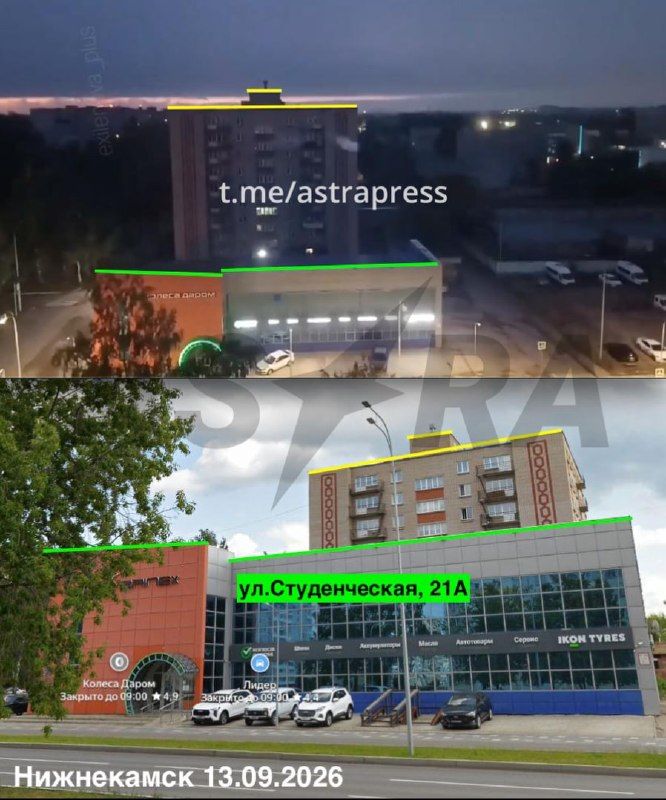 exilenova_plus
t.me/astrapress
колеса даром
ASTRA
ул.Студенческая, 21А
Шины Диски Аккумуляторы Масла Автотовары Сервис IKON TYRES
Колеса Даром
Закрыто до 09:00 ★ 4,9
Лидер
Закрыто до 09:00 ★ 4,4
Нижнекамск 13.09.2026